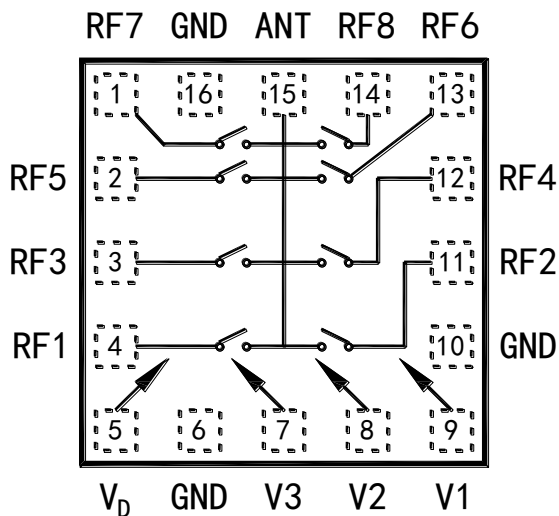 RF7 GND ANT RF8 RF6
1 16 15 14 13
RF5 2 12 RF4
RF3 3 11 RF2
RF1 4 10 GND
5 6 7 8 9
VD GND V3 V2 V1